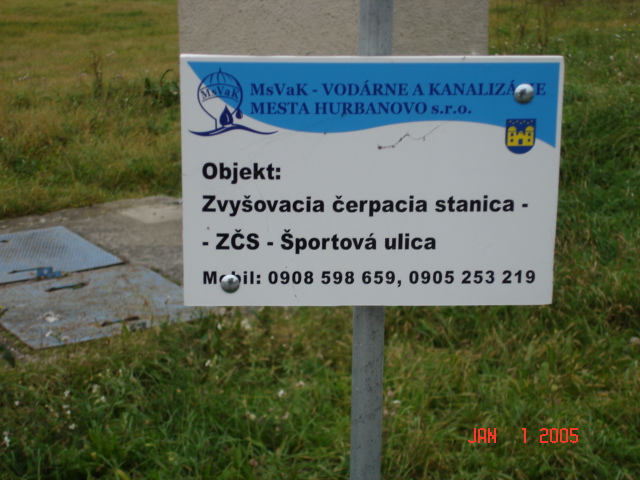 MsVaK
MsVaK - VODÁRNE A KANALIZÁCIE
MESTA HURBANOVO s.r.o.
Objekt:
Zvyšovacia čerpacia stanica -
- ZČS - Športová ulica
Mobil: 0908 598 659, 0905 253 219
JAN 1 2005